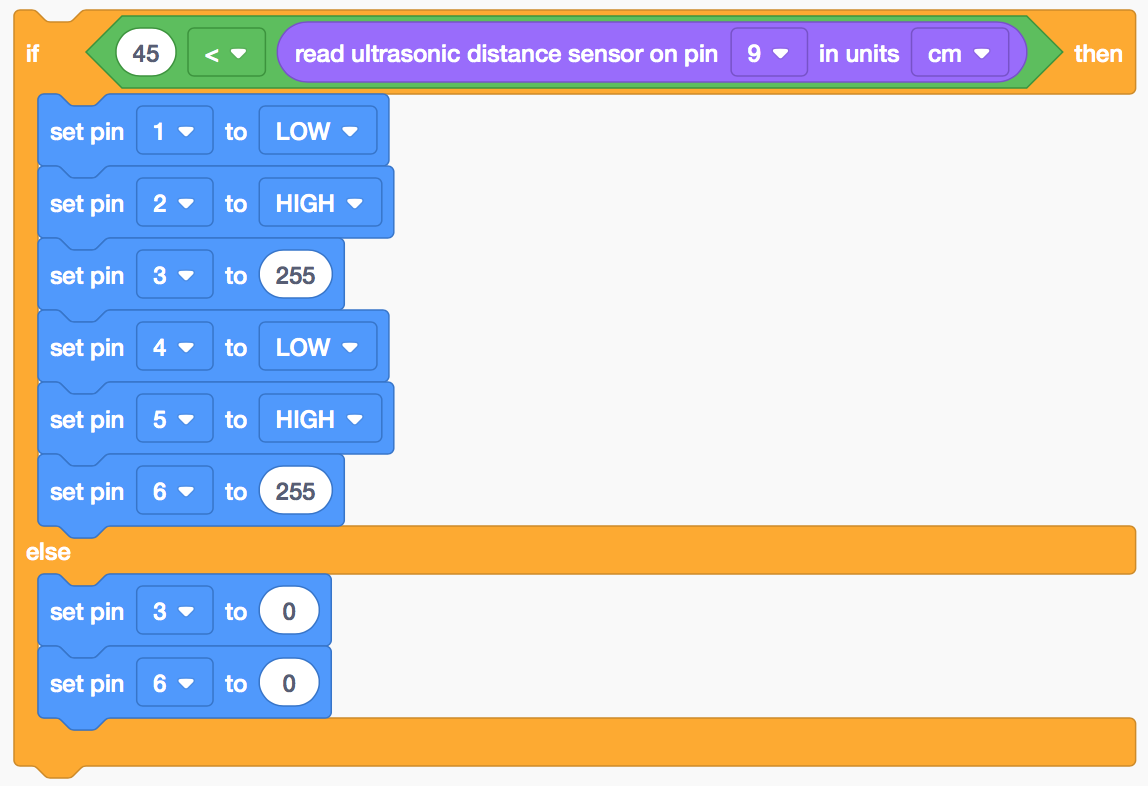 if 45 < read ultrasonic distance sensor on pin 9 in units cm then
set pin 1 to LOW
set pin 2 to HIGH
set pin 3 to 255
set pin 4 to LOW
set pin 5 to HIGH
set pin 6 to 255
else
set pin 3 to 0
set pin 6 to 0